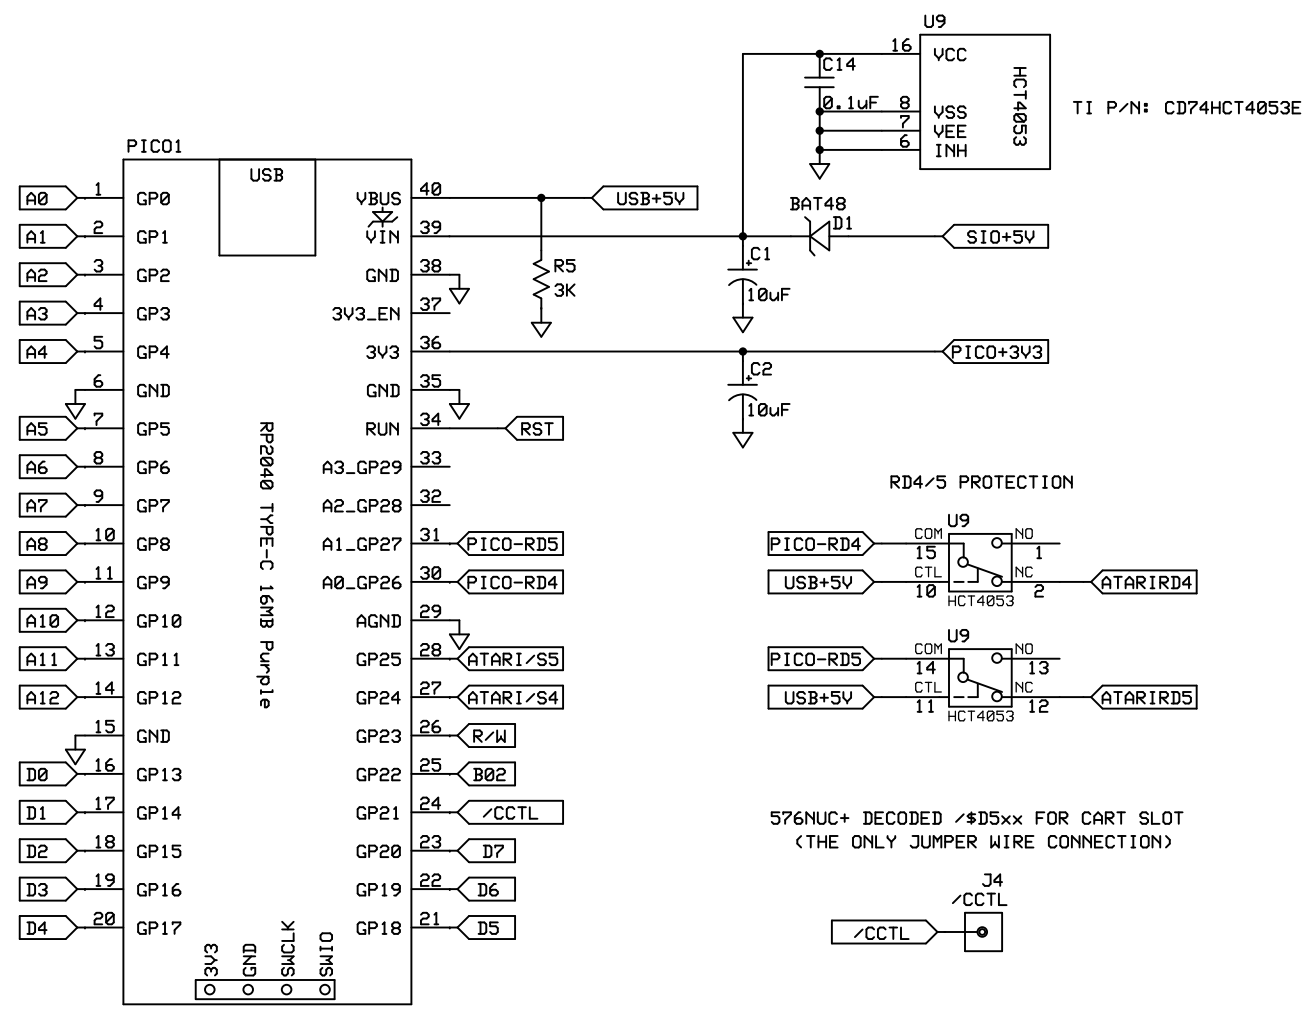 U9
16 VCC
C14
0.1uF
8 VSS
7 VEE
6 INH
HCT4053
TI P/N: CD74HCT4053E
PICO1
USB
A0 1 GP0
A1 2 GP1
A2 3 GP2
A3 4 GP3
A4 5 GP4
6 GND
A5 7 GP5
A6 8 GP6
A7 9 GP7
A8 10 GP8
A9 11 GP9
A10 12 GP10
A11 13 GP11
A12 14 GP12
15 GND
D0 16 GP13
D1 17 GP14
D2 18 GP15
D3 19 GP16
D4 20 GP17
RP2040 TYPE-C 16MB Purple
3V3
GND
SWCLK
SWIO
VBUS 40 USB+5V
VIN 39
GND 38
3V3_EN 37
3V3 36 PICO+3V3
GND 35
RUN 34 RST
A3_GP29 33
A2_GP28 32
A1_GP27 31 PICO-RD5
A0_GP26 30 PICO-RD4
AGND 29
GP25 28 ATARI/S5
GP24 27 ATARI/S4
GP23 26 R/W
GP22 25 B02
GP21 24 /CCTL
GP20 23 D7
GP19 22 D6
GP18 21 D5
R5
3K
BAT48
D1
SIO+5V
C1
+
10uF
C2
+
10uF
RD4/5 PROTECTION
U9
PICO-RD4 COM 15 NO 1
USB+5V CTL 10 NC 2 ATARIRD4
HCT4053
U9
PICO-RD5 COM 14 NO 13
USB+5V CTL 11 NC 12 ATARIRD5
HCT4053
576NUC+ DECODED /$D5xx FOR CART SLOT
(THE ONLY JUMPER WIRE CONNECTION)
J4
/CCTL
/CCTL